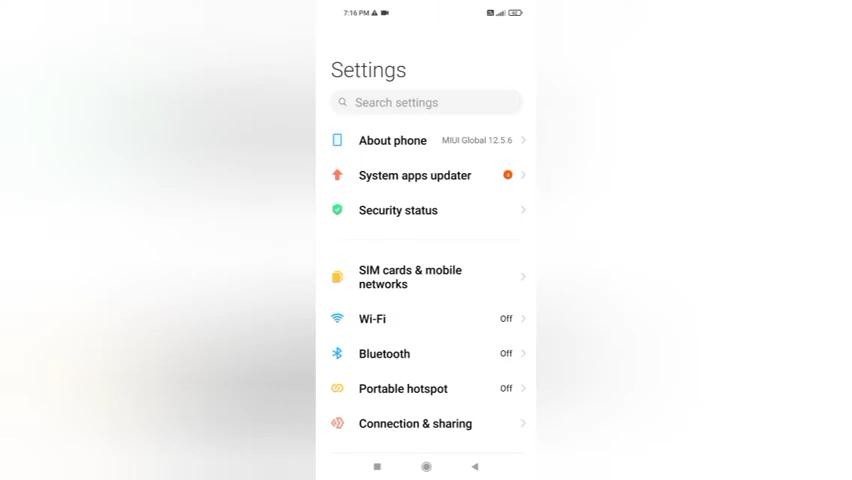 7:16 PM
Settings
Search settings
About phone MIUI Global 12.5.6
System apps updater
Security status
SIM cards & mobile
networks
Wi-Fi Off
Bluetooth Off
Portable hotspot Off
Connection & sharing